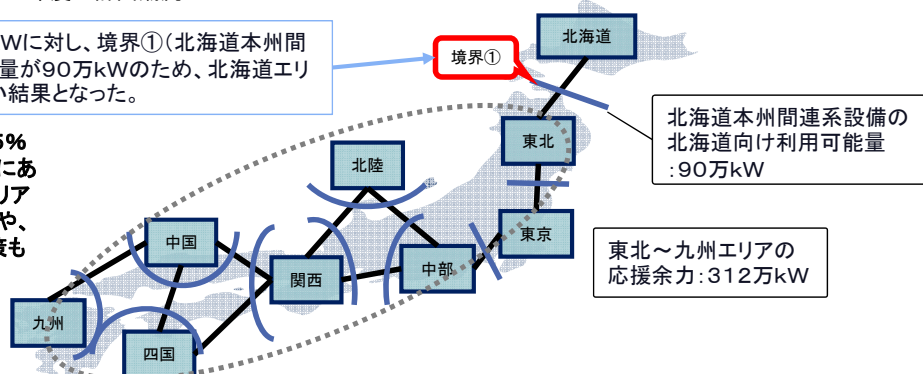 Wに対し、境界①(北海道本州間
量が90万kWのため、北海道エリ
い結果となった。
境界①
北海道
北海道本州間連系設備の
北海道向け利用可能量
:90万kW
5%
にあ
リア
や、
度も
東北
北陸
東京
中国
関西
中部
東北~九州エリアの
応援余力:312万kW
九州
四国